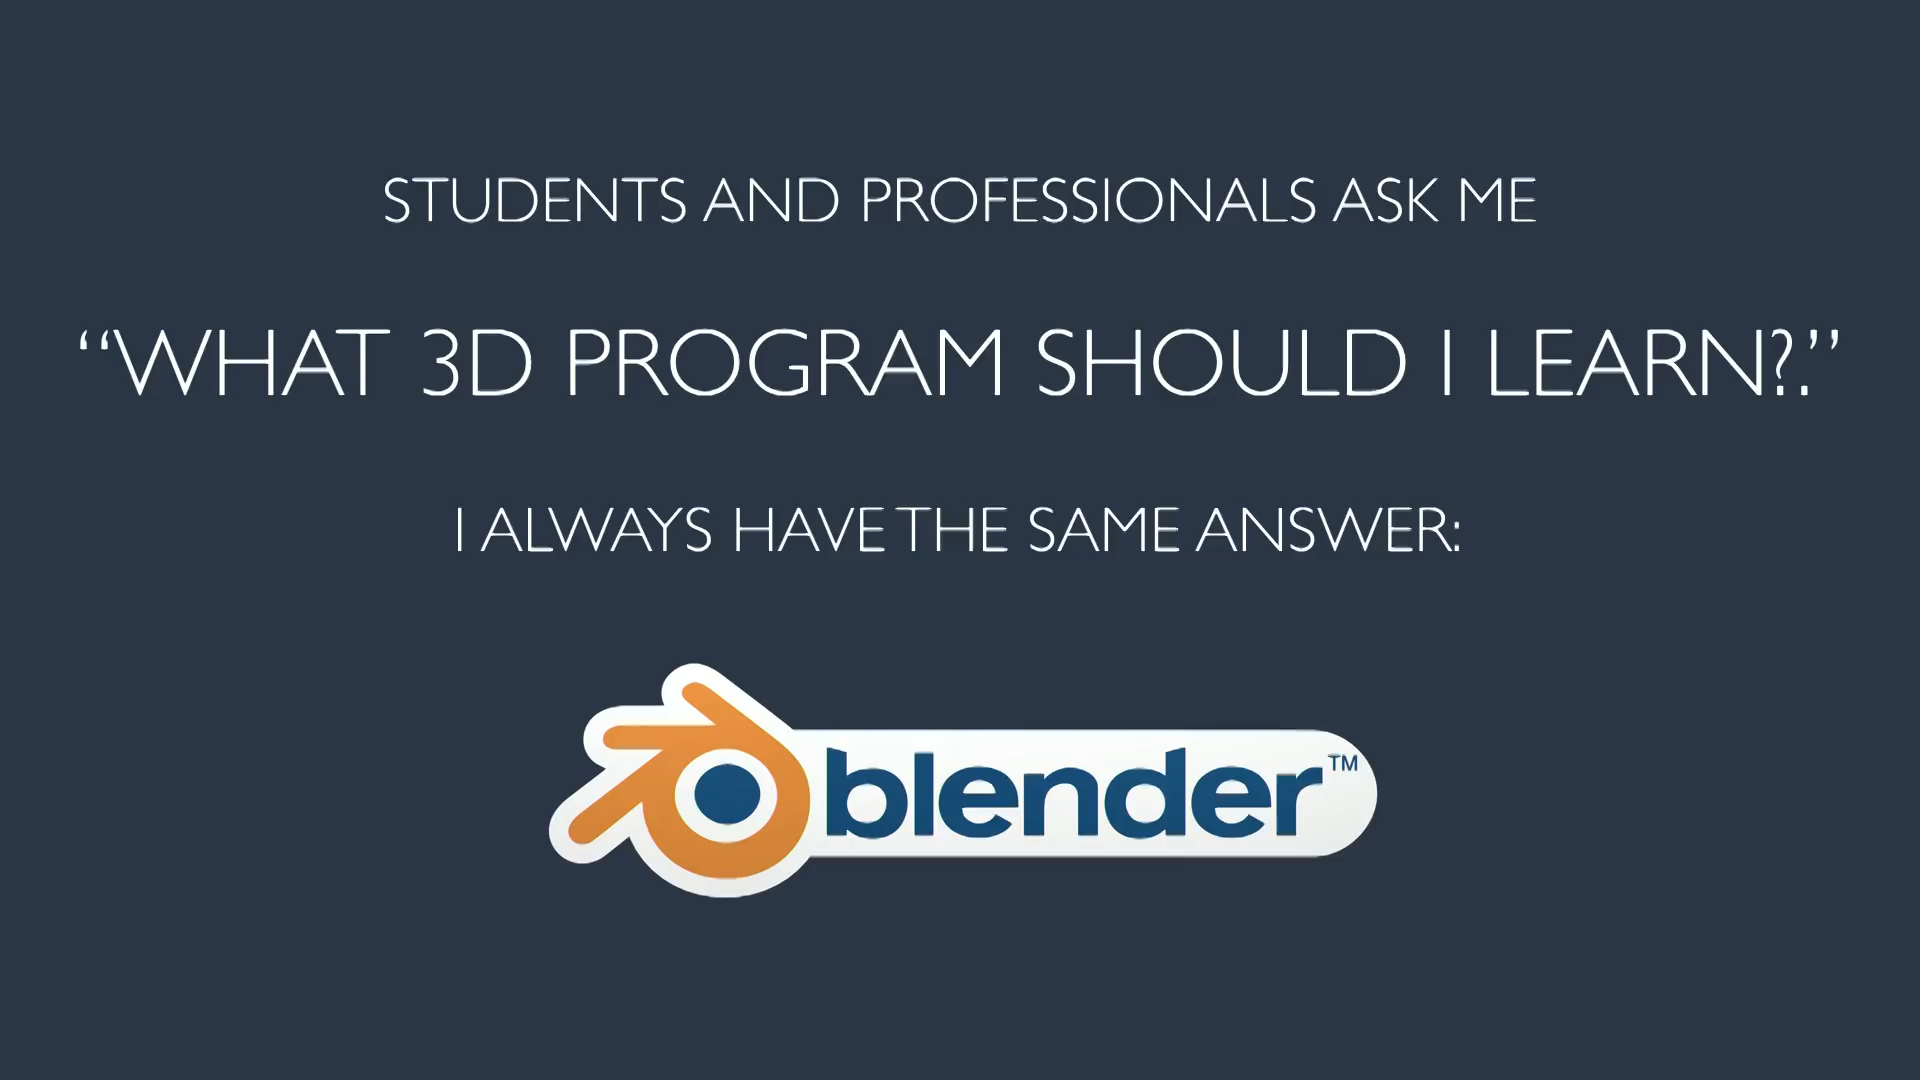 STUDENTS AND PROFESSIONALS ASK ME
“WHAT 3D PROGRAM SHOULD I LEARN?.”
I ALWAYS HAVE THE SAME ANSWER:
blender™